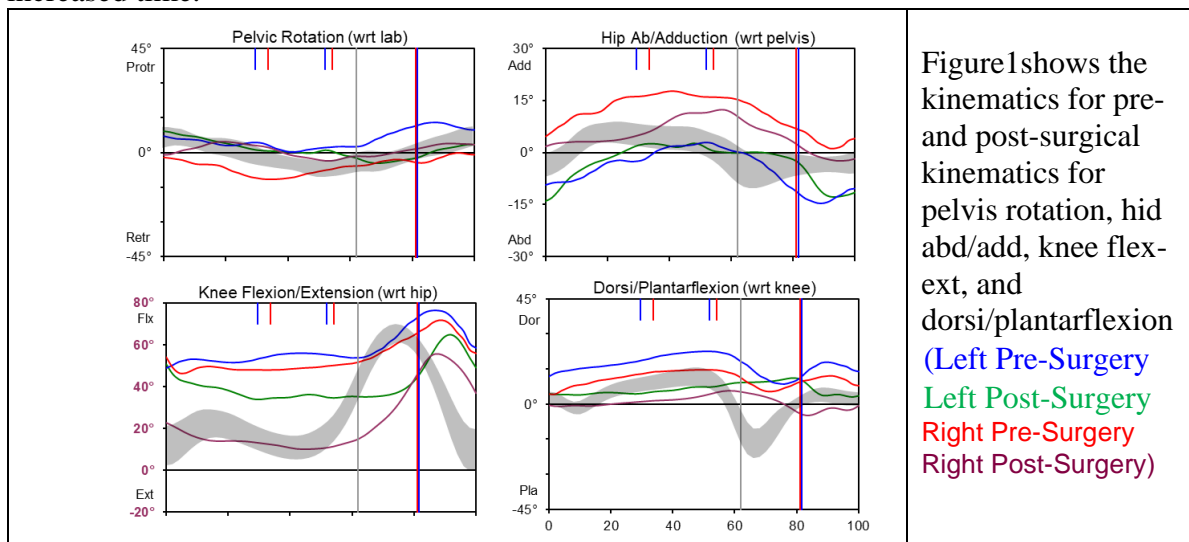 Pelvic Rotation (wrt lab)
45°
Protr
0°
Retr
-45°
Hip Ab/Adduction (wrt pelvis)
30°
Add
15°
0°
-15°
Abd
-30°
Knee Flexion/Extension (wrt hip)
80°
Flx
60°
40°
20°
0°
Ext
-20°
Dorsi/Plantarflexion (wrt knee)
45°
Dor
0°
Pla
-45°
0 20 40 60 80 100
Figure1shows the
kinematics for pre-
and post-surgical
kinematics for
pelvis rotation, hid
abd/add, knee flex-
ext, and
dorsi/plantarflexion
(Left Pre-Surgery
Left Post-Surgery
Right Pre-Surgery
Right Post-Surgery)